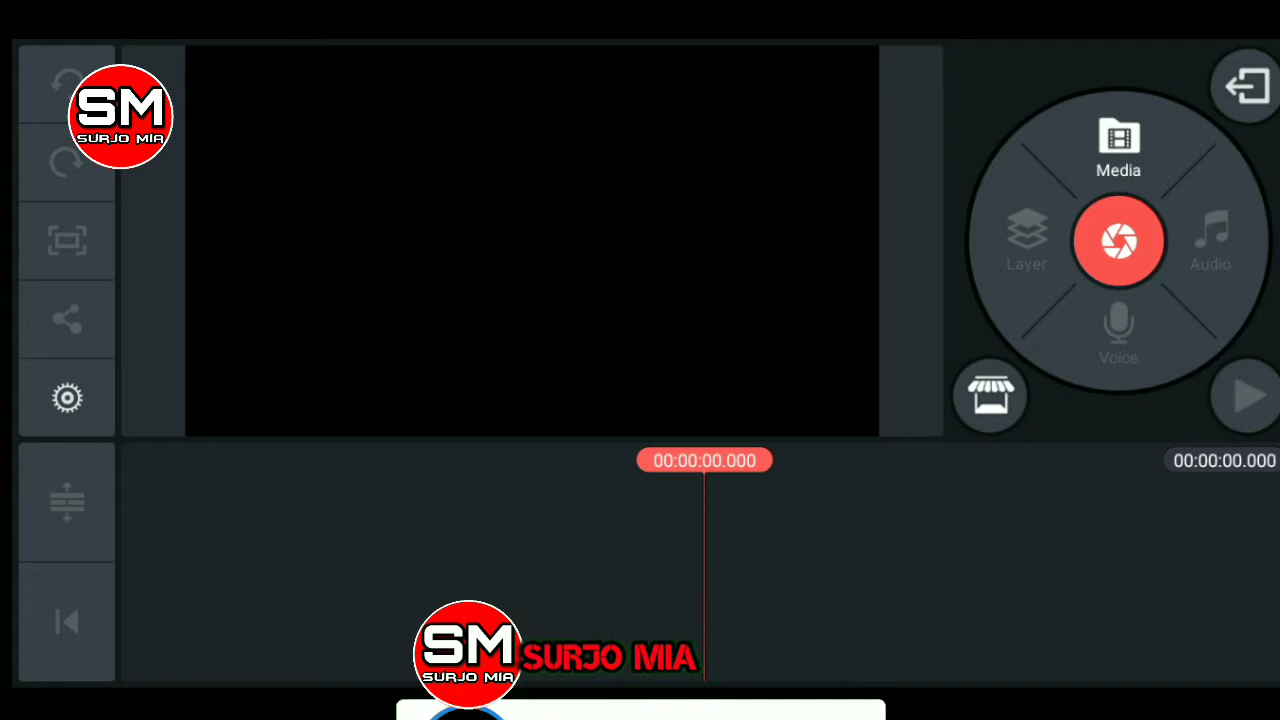 SM
SURJO MIA
Media
Layer
Audio
Voice
00:00:00.000
00:00:00.000
SM
SURJO MIA
SURJO MIA